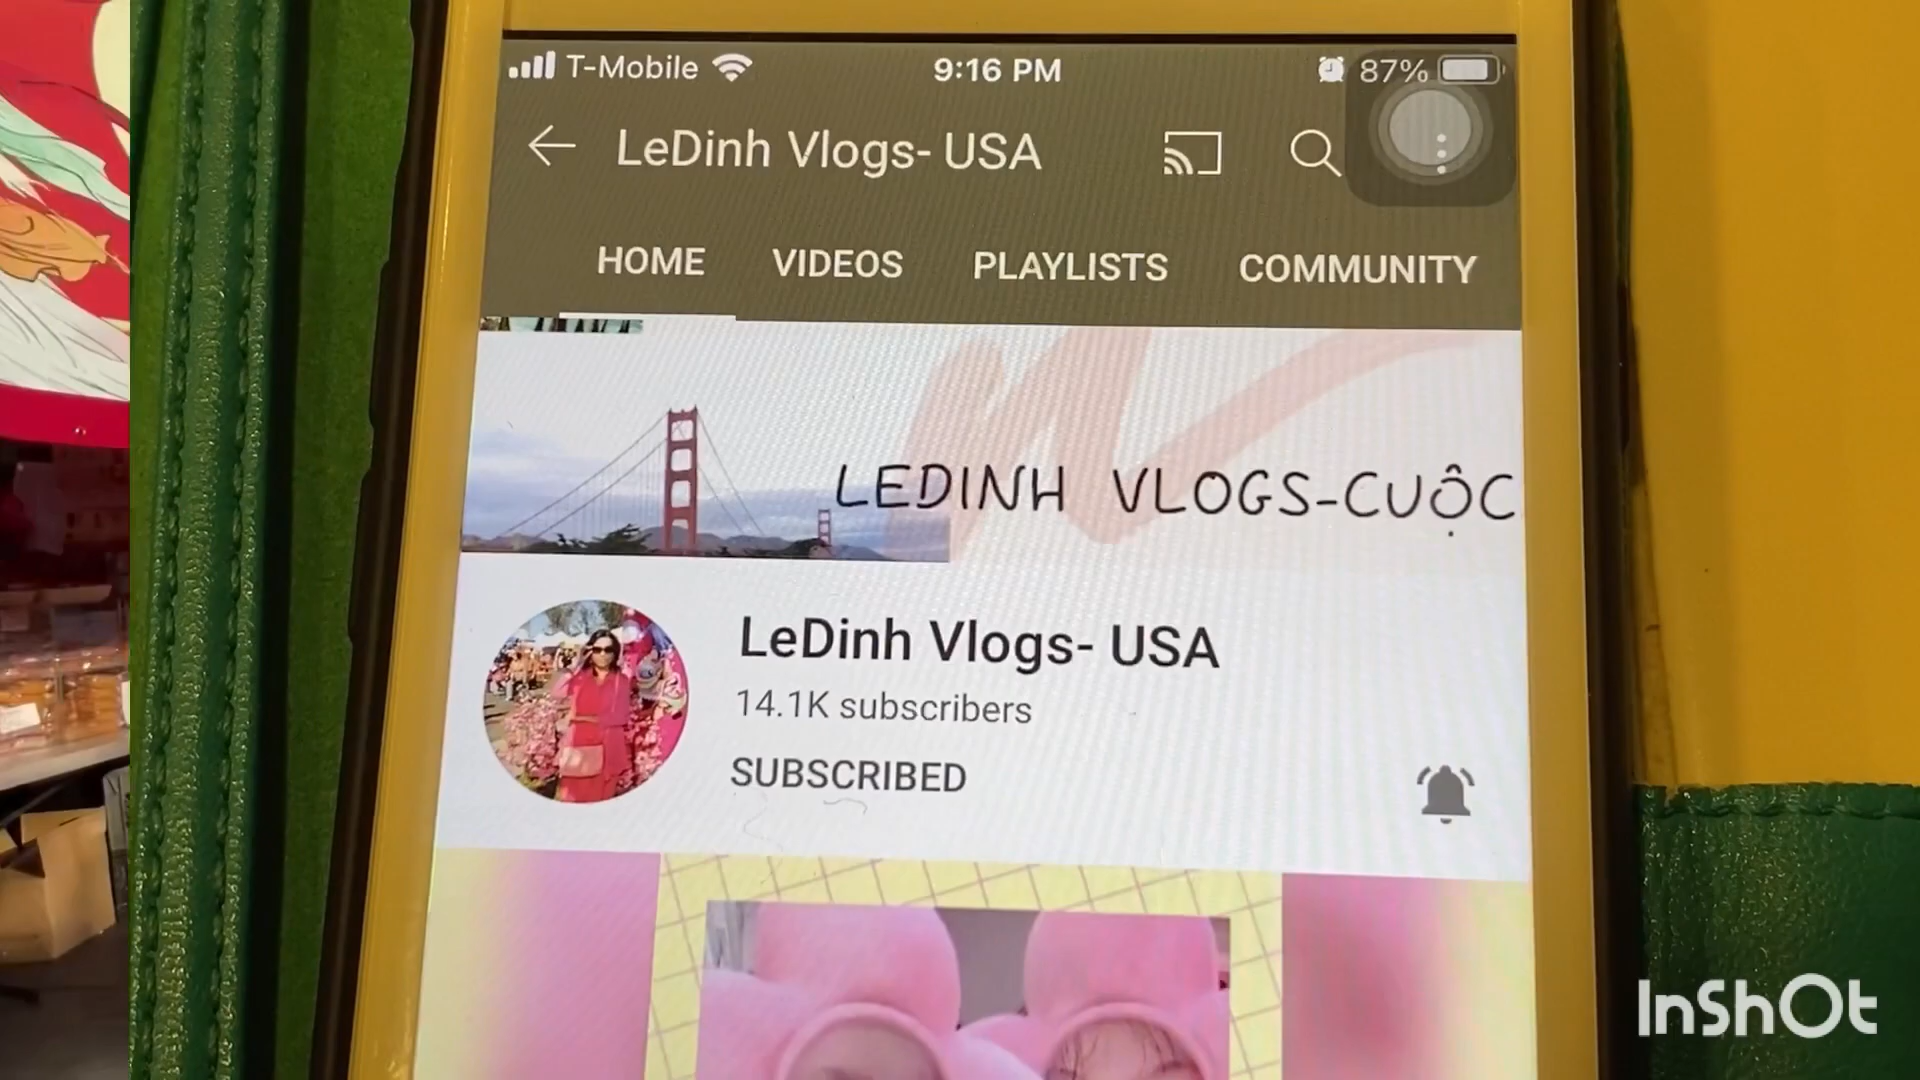 T-Mobile 9:16 PM 87%
LeDinh Vlogs- USA
HOME VIDEOS PLAYLISTS COMMUNITY
LEDINH VLOGS-CUỘC
LeDinh Vlogs- USA
14.1K subscribers
SUBSCRIBED
InShOt